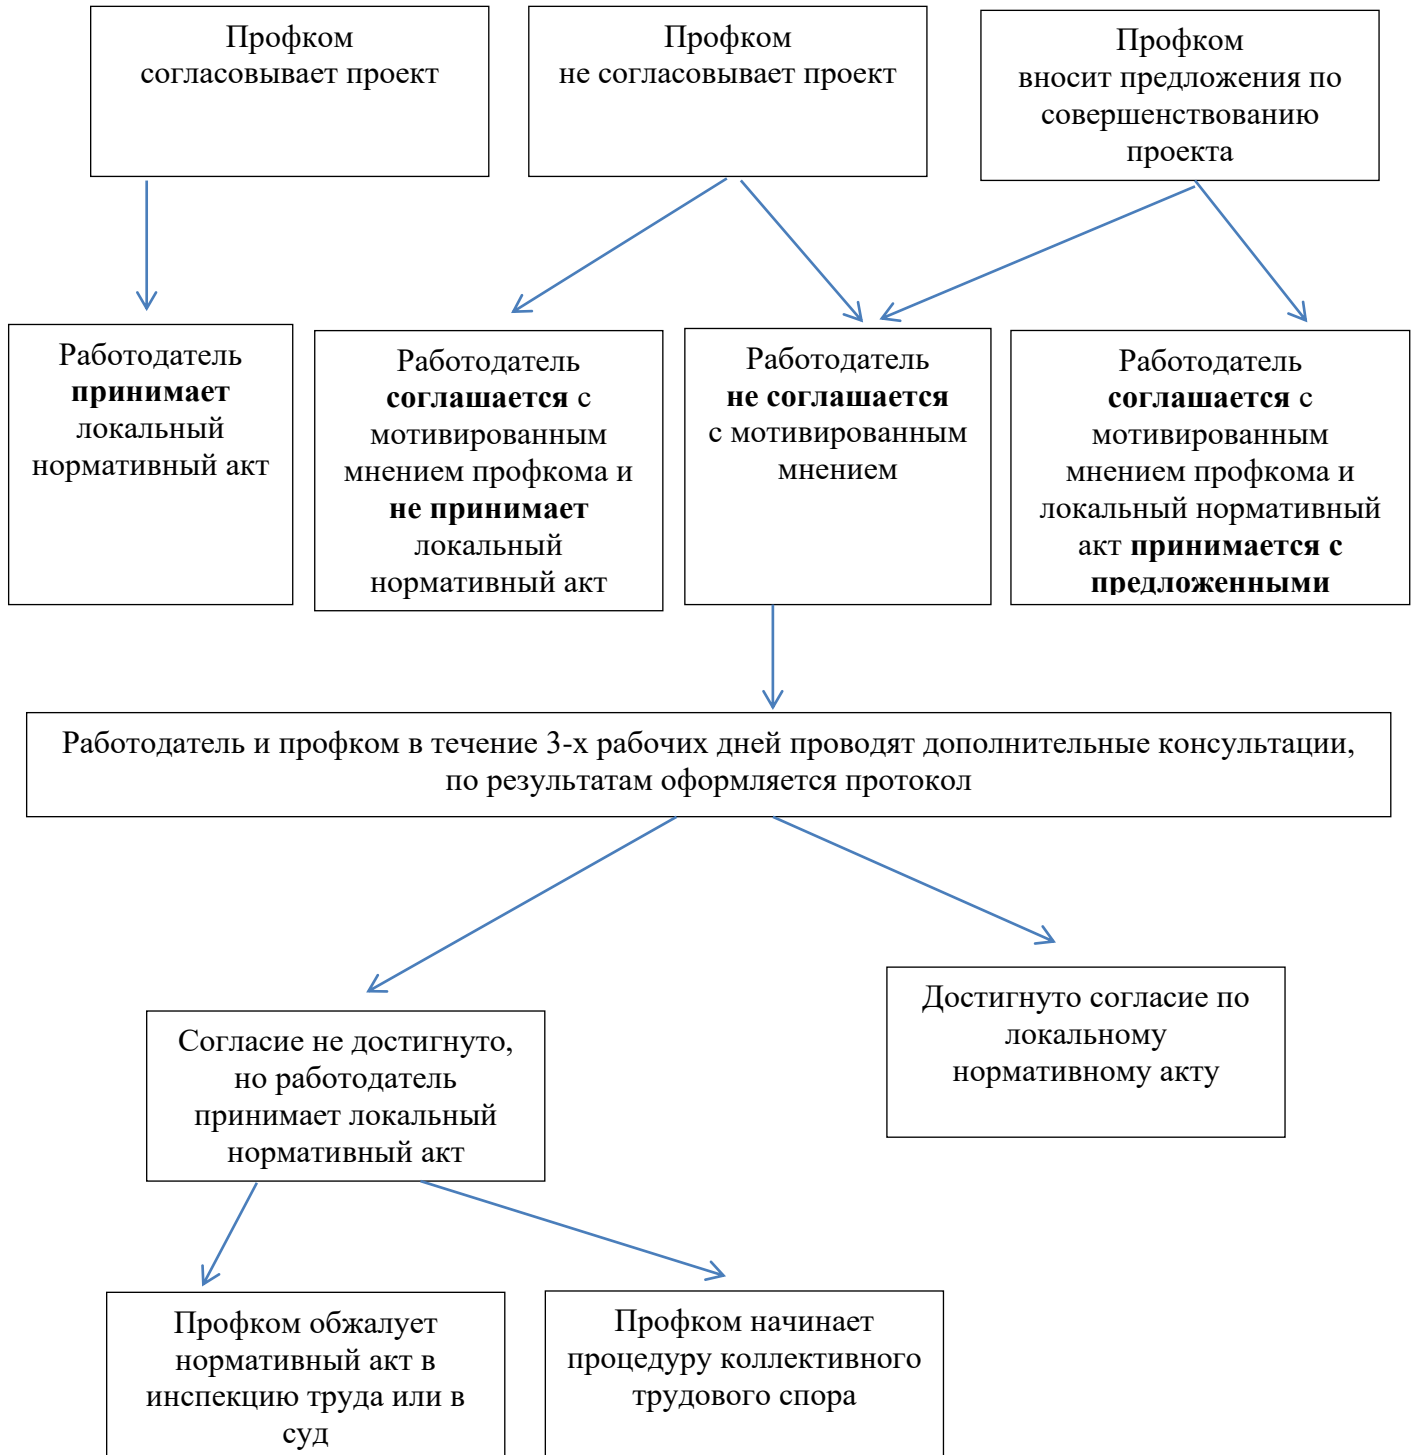 Профком
согласовывает проект
Профком
не согласовывает проект
Профком
вносит предложения по
совершенствованию
проекта
Работодатель
принимает
локальный
нормативный акт
Работодатель
соглашается с
мотивированным
мнением профкома и
не принимает
локальный
нормативный акт
Работодатель
не соглашается
с мотивированным
мнением
Работодатель
соглашается с
мотивированным
мнением профкома и
локальный нормативный
акт принимается с
предложенными
Работодатель и профком в течение 3-х рабочих дней проводят дополнительные консультации,
по результатам оформляется протокол
Согласие не достигнуто,
но работодатель
принимает локальный
нормативный акт
Достигнуто согласие по
локальному
нормативному акту
Профком обжалует
нормативный акт в
инспекцию труда или в
суд
Профком начинает
процедуру коллективного
трудового спора